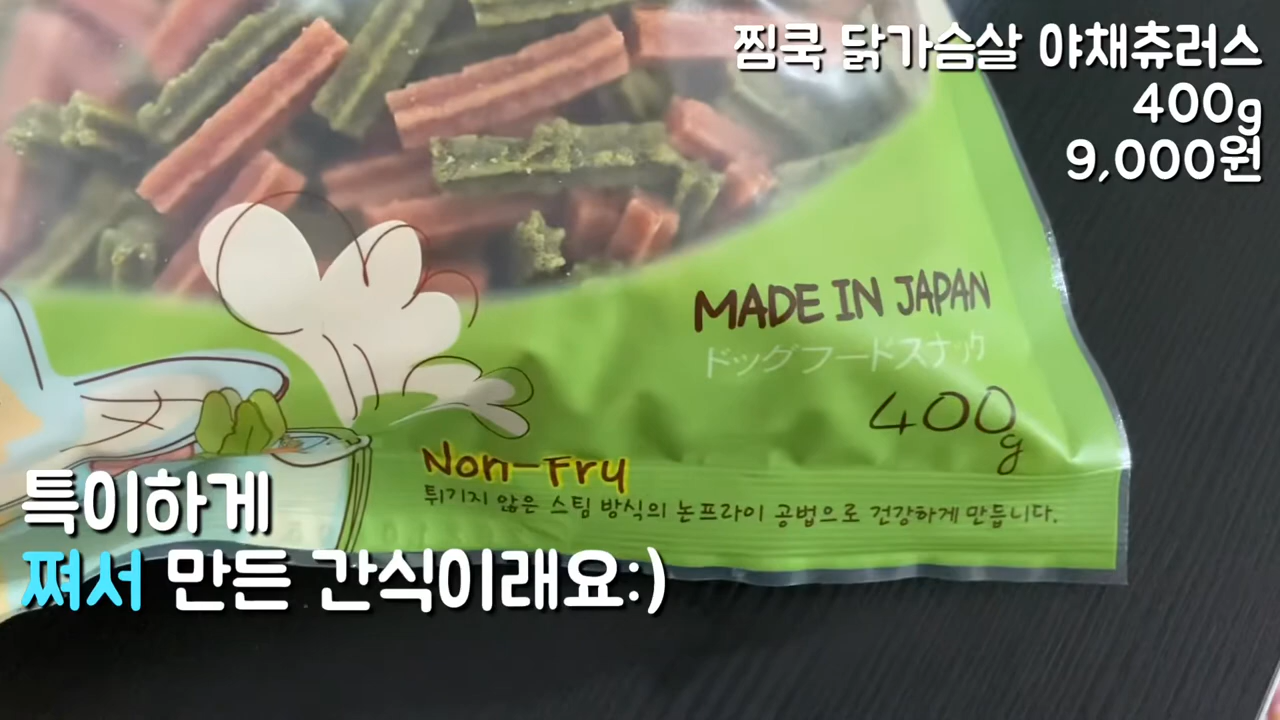 찜쿡 닭가슴살 야채츄러스
400g
9,000원
MADE IN JAPAN
ドッグフードスナック
400g
Non-Fry
튀기지 않은 스팀 방식의 논프라이 공법으로 건강하게 만듭니다.
특이하게
쪄서 만든 간식이래요:)